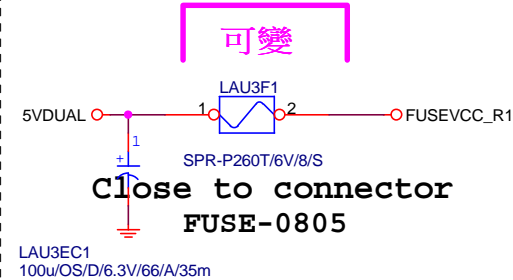 可變
LAU3F1
5VDUAL
1
2
FUSEVCC_R1
1
+
SPR-P260T/6V/8/S
Close to connector
FUSE-0805
LAU3EC1
100u/OS/D/6.3V/66/A/35m